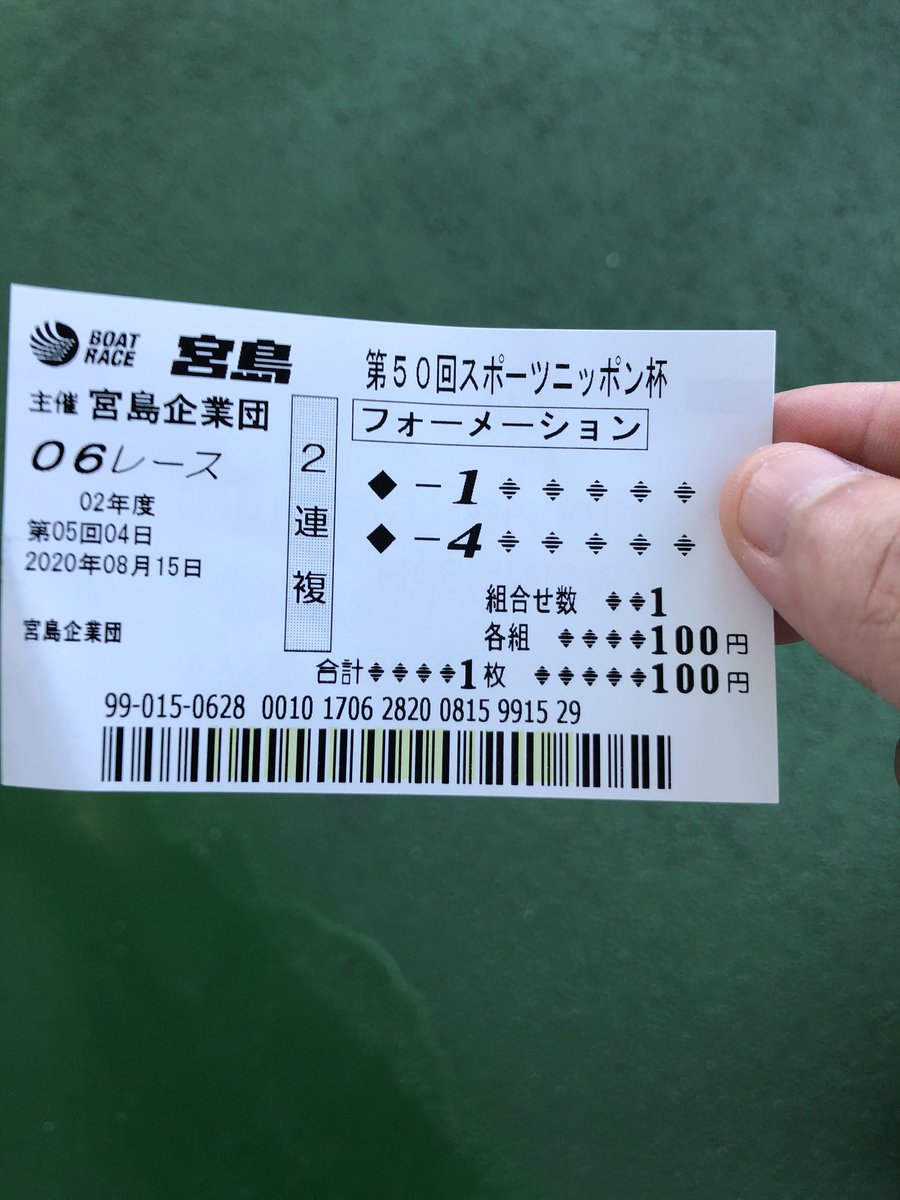 BOAT RACE 宮島
主催 宮島企業団
06レース
02年度
第05回04日
2020年08月15日
宮島企業団
2連複
第50回スポーツニッポン杯
フォーメーション
◆－1
◆－4
組合せ数 1
各組 100円
合計 1枚 100円
99-015-0628 0010 1706 2820 0815 9915 29